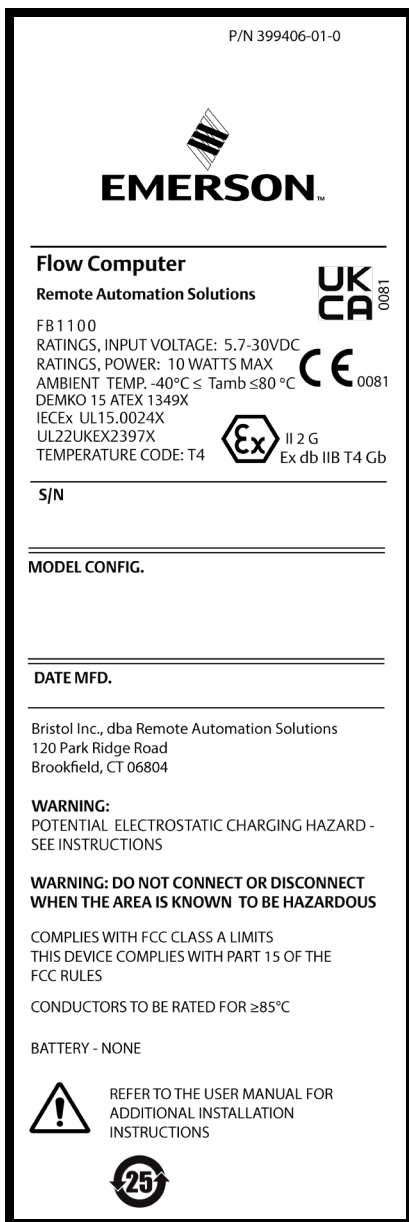 P/N 399406-01-0
EMERSON™
Flow Computer
Remote Automation Solutions
UK
CA
0081
FB1100
RATINGS, INPUT VOLTAGE: 5.7-30VDC
RATINGS, POWER: 10 WATTS MAX
AMBIENT TEMP. -40°C ≤ Tamb ≤80 °C
CE 0081
DEMKO 15 ATEX 1349X
IECEx UL15.0024X
UL22UKEX2397X
TEMPERATURE CODE: T4
Ex
II 2 G
Ex db IIB T4 Gb
S/N
MODEL CONFIG.
DATE MFD.
Bristol Inc., dba Remote Automation Solutions
120 Park Ridge Road
Brookfield, CT 06804
WARNING:
POTENTIAL ELECTROSTATIC CHARGING HAZARD -
SEE INSTRUCTIONS
WARNING: DO NOT CONNECT OR DISCONNECT
WHEN THE AREA IS KNOWN TO BE HAZARDOUS
COMPLIES WITH FCC CLASS A LIMITS
THIS DEVICE COMPLIES WITH PART 15 OF THE
FCC RULES
CONDUCTORS TO BE RATED FOR ≥85°C
BATTERY - NONE
REFER TO THE USER MANUAL FOR
ADDITIONAL INSTALLATION
INSTRUCTIONS
25